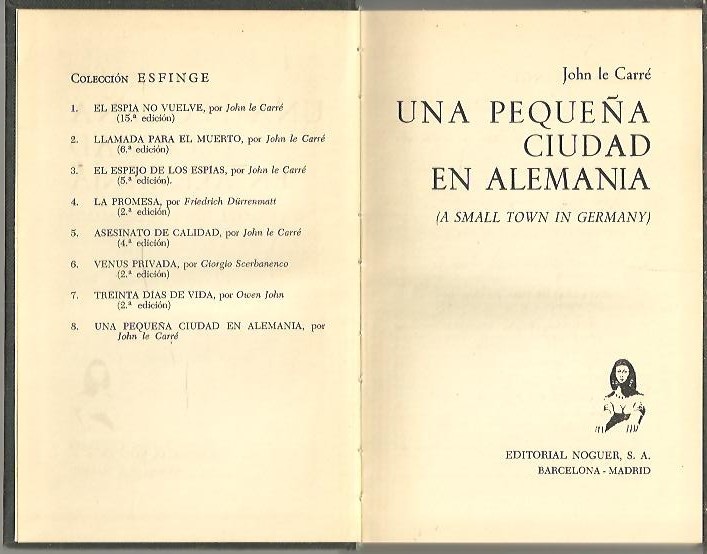 Colección ESFINGE
1. EL ESPIA NO VUELVE, por John le Carré
(15.ª edición)
2. LLAMADA PARA EL MUERTO, por John le Carré
(6.ª edición)
3. EL ESPEJO DE LOS ESPIAS, por John le Carré
(5.ª edición).
4. LA PROMESA, por Friedrich Dürrenmatt
(2.ª edición)
5. ASESINATO DE CALIDAD, por John le Carré
(4.ª edición)
6. VENUS PRIVADA, por Giorgio Scerbanenco
(2.ª edición)
7. TREINTA DIAS DE VIDA, por Owen John
(2.ª edición)
8. UNA PEQUEÑA CIUDAD EN ALEMANIA, por
John le Carré
John le Carré
UNA PEQUEÑA
CIUDAD
EN ALEMANIA
(A SMALL TOWN IN GERMANY)
EDITORIAL NOGUER, S. A.
BARCELONA - MADRID